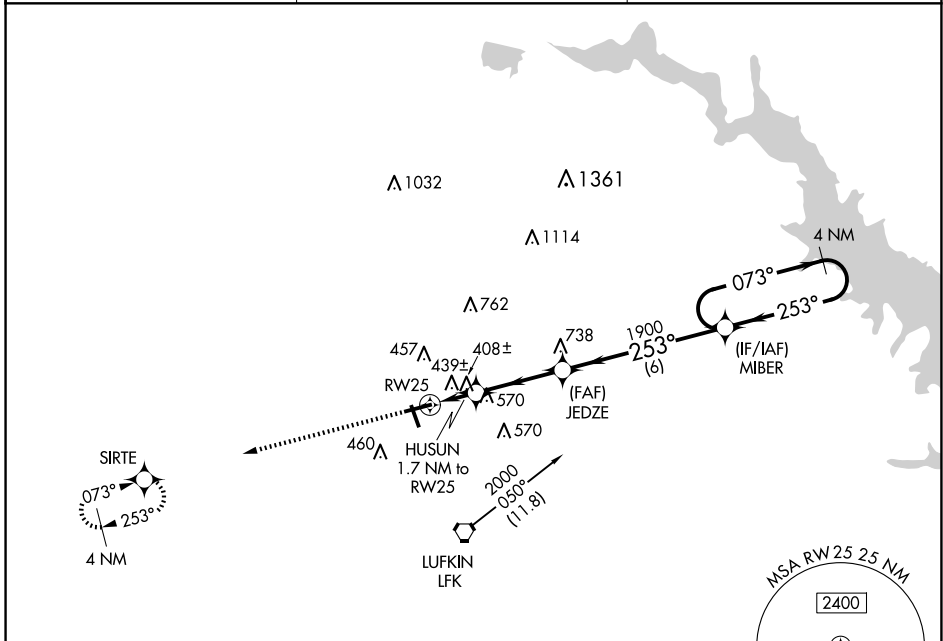 1032
1361
1114
4 NM
073°
253°
762
738
1900
253°
(6)
(IF/IAF)
MIBER
457
408±
439±
RW25
570
(FAF)
JEDZE
570
460
HUSUN
1.7 NM to
RW25
SIRTE
073°
253°
4 NM
2000
050°
(11.8)
LUFKIN
LFK
MSA RW25 25 NM
2400